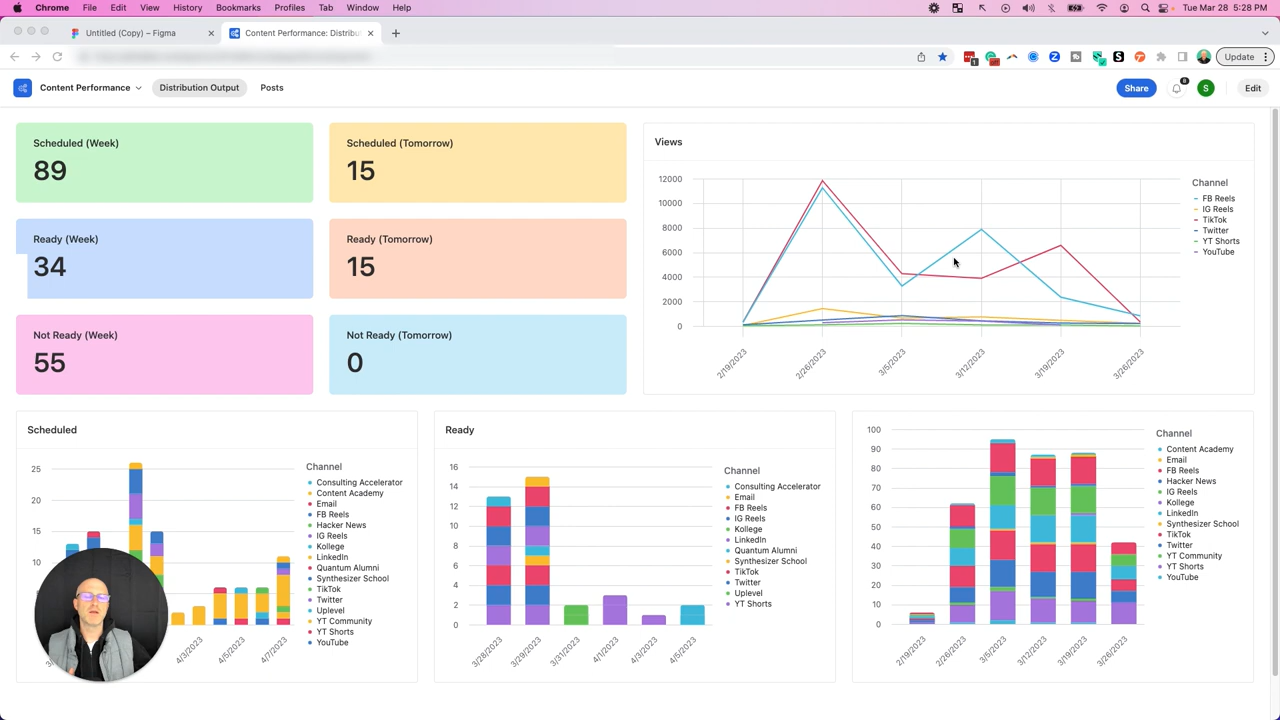 Chrome File Edit View History Bookmarks Profiles Tab Window Help
Tue Mar 28 5:28 PM
Untitled (Copy) – Figma
Content Performance: Distribu
Update
Content Performance
Distribution Output
Posts
Share
8
S
Edit
Scheduled (Week)
89
Scheduled (Tomorrow)
15
Ready (Week)
34
Ready (Tomorrow)
15
Not Ready (Week)
55
Not Ready (Tomorrow)
0
Views
12000
10000
8000
6000
4000
2000
0
2/19/2023
2/26/2023
3/5/2023
3/12/2023
3/19/2023
3/26/2023
Channel
FB Reels
IG Reels
TikTok
Twitter
YT Shorts
YouTube
Scheduled
25
20
15
10
4/3/2023
4/5/2023
4/7/2023
Channel
Consulting Accelerator
Content Academy
Email
FB Reels
Hacker News
IG Reels
Kollege
LinkedIn
Quantum Alumni
Synthesizer School
TikTok
Twitter
Uplevel
YT Community
YT Shorts
YouTube
Ready
16
14
12
10
8
6
4
2
0
3/28/2023
3/29/2023
3/31/2023
4/1/2023
4/3/2023
4/5/2023
Channel
Consulting Accelerator
Email
FB Reels
IG Reels
Kollege
LinkedIn
Quantum Alumni
Synthesizer School
TikTok
Twitter
Uplevel
YT Shorts
100
90
80
70
60
50
40
30
20
10
0
2/19/2023
2/26/2023
3/5/2023
3/12/2023
3/19/2023
3/26/2023
Channel
Content Academy
Email
FB Reels
Hacker News
IG Reels
Kollege
LinkedIn
Synthesizer School
TikTok
Twitter
YT Community
YT Shorts
YouTube